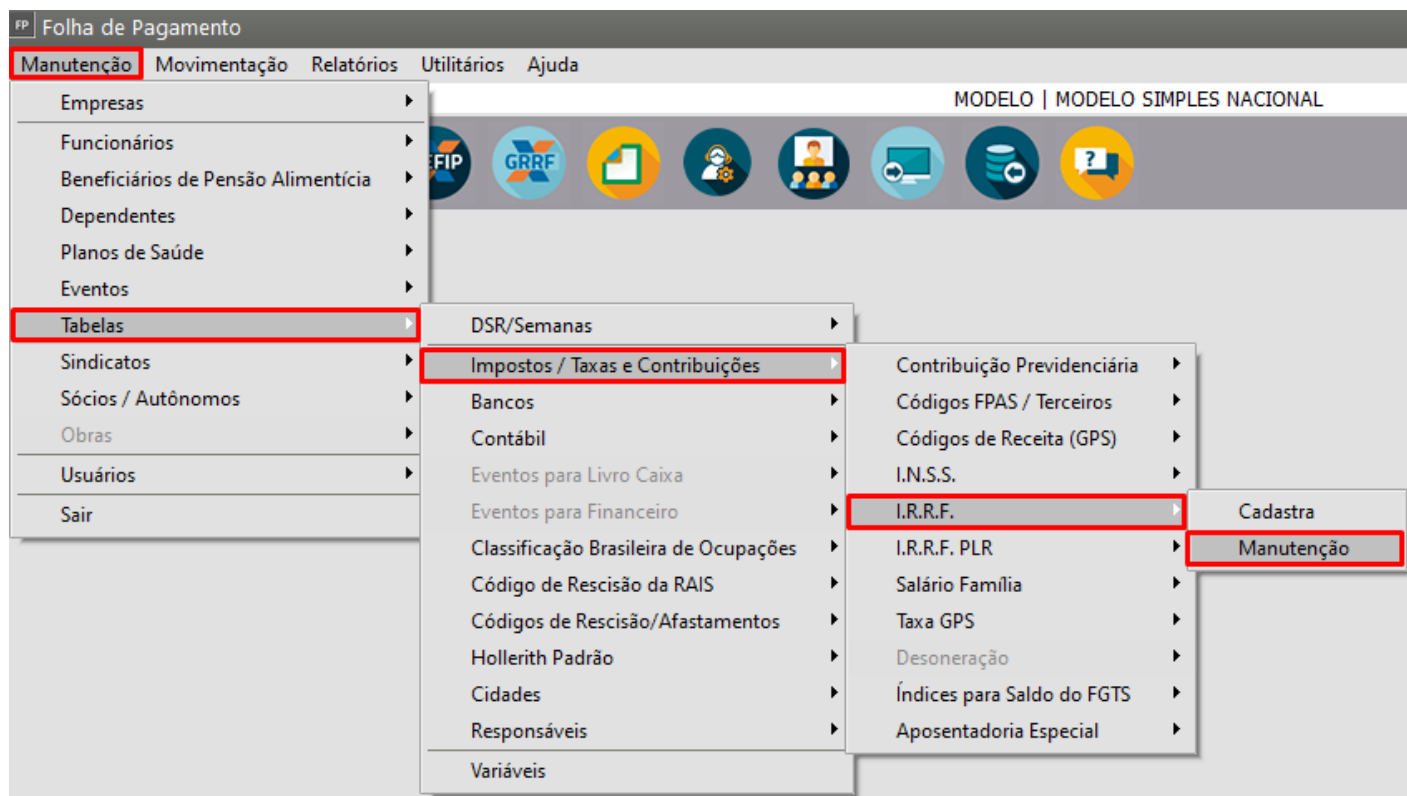 FP Folha de Pagamento
Manutenção Movimentação Relatórios Utilitários Ajuda
MODELO | MODELO SIMPLES NACIONAL
GRRF
?
Empresas
Funcionários
Beneficiários de Pensão Alimentícia
Dependentes
Planos de Saúde
Eventos
Tabelas
Sindicatos
Sócios / Autônomos
Obras
Usuários
Sair
DSR/Semanas
Impostos / Taxas e Contribuições
Bancos
Contábil
Eventos para Livro Caixa
Eventos para Financeiro
Classificação Brasileira de Ocupações
Código de Rescisão da RAIS
Códigos de Rescisão/Afastamentos
Hollerith Padrão
Cidades
Responsáveis
Variáveis
Contribuição Previdenciária
Códigos FPAS / Terceiros
Códigos de Receita (GPS)
I.N.S.S.
I.R.R.F.
I.R.R.F. PLR
Salário Família
Taxa GPS
Desoneração
Índices para Saldo do FGTS
Aposentadoria Especial
Cadastra
Manutenção